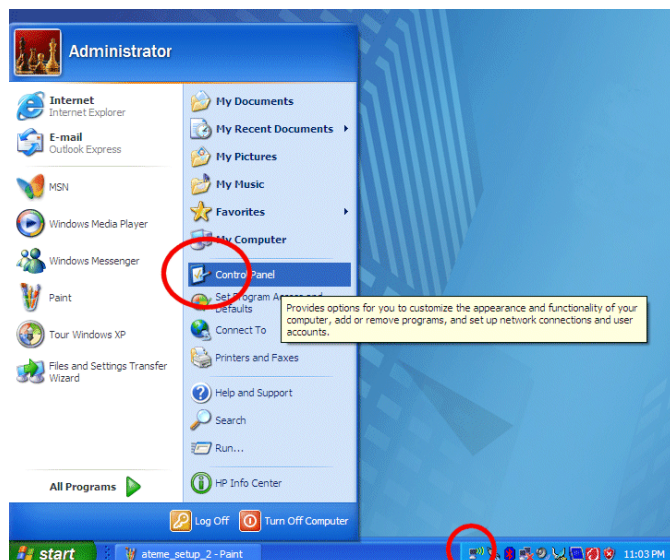 Administrator
Internet
Internet Explorer
E-mail
Outlook Express
MSN
Windows Media Player
Windows Messenger
Paint
Tour Windows XP
Files and Settings Transfer
Wizard
All Programs
My Documents
My Recent Documents
My Pictures
My Music
Favorites
My Computer
Control Panel
Set Program Access and
Defaults
Provides options for you to customize the appearance and functionality of your
computer, add or remove programs, and set up network connections and user
accounts.
Connect To
Printers and Faxes
Help and Support
Search
Run...
HP Info Center
Log Off
Turn Off Computer
start
ateme_setup_2 - Paint
11:03 PM